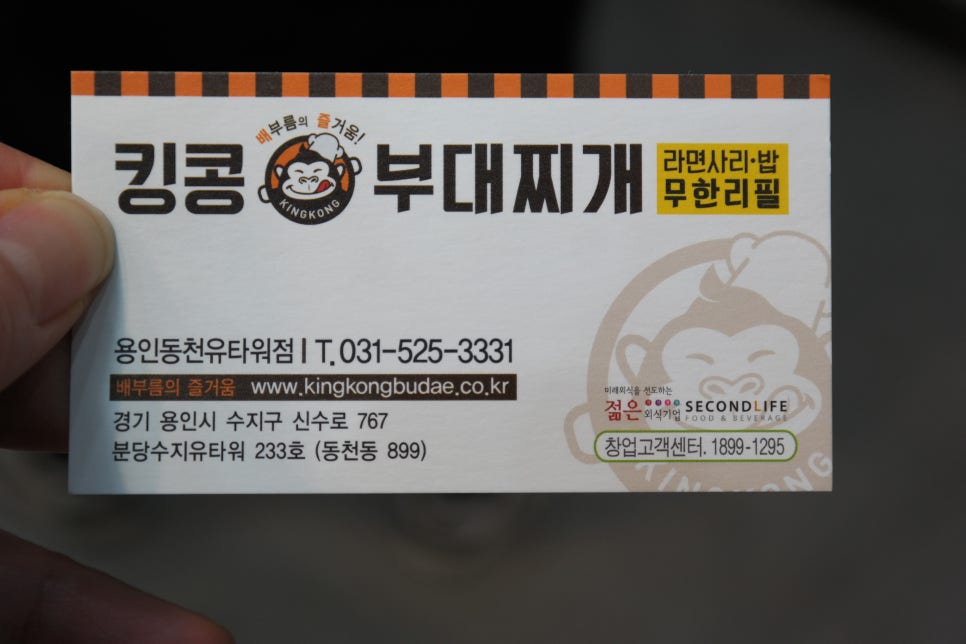 배부름의 즐거움!
킹콩
KINGKONG
부대찌개
라면사리·밥
무한리필
용인동천유타워점 | T. 031-525-3331
배부름의 즐거움 www.kingkongbudae.co.kr
경기 용인시 수지구 신수로 767
분당수지유타워 233호 (동천동 899)
미래외식을 선도하는
젊은 외식기업 SECONDLIFE
FOOD & BEVERAGE
창업고객센터. 1899-1295
KINGKONG